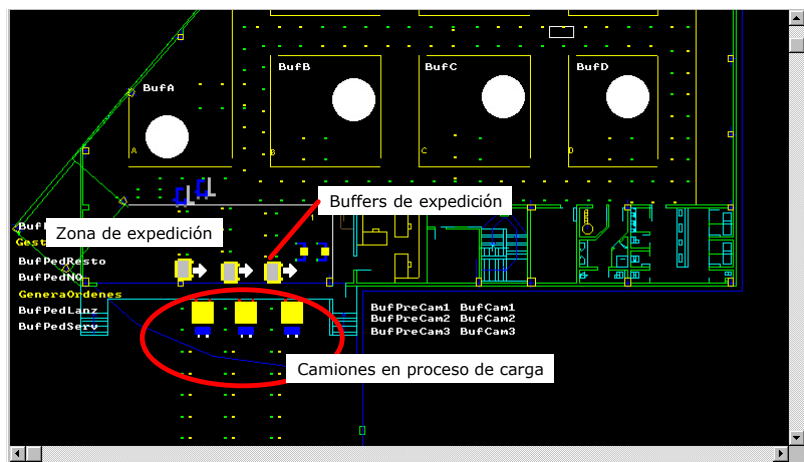 BufB
BufC
BufD
BufA
A
B
C
D
Buffers de expedición
Zona de expedición
BufPedResto
BufPedNO
GeneraOrdenes
BufPedLanz
BufPedServ
BufPreCam1 BufCam1
BufPreCam2 BufCam2
BufPreCam3 BufCam3
Camiones en proceso de carga